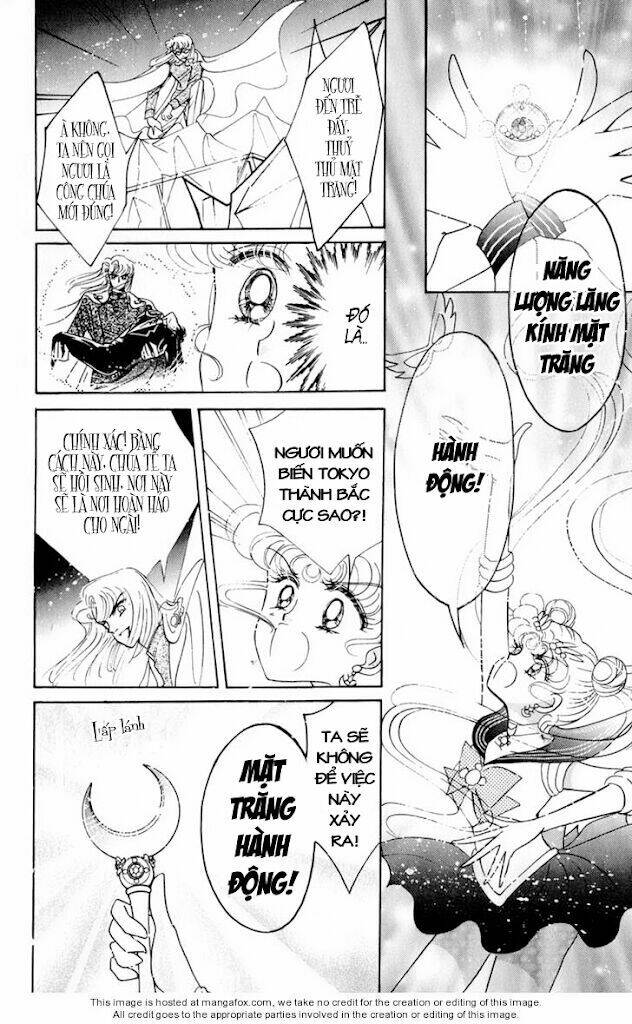 NĂNG
LƯỢNG LĂNG
KÍNH MẶT
TRĂNG
HÀNH
ĐỘNG!
NGƯƠI
ĐẾN TRỄ
ĐẤY,
THUỶ
THỦ MẶT
TRĂNG!
À KHÔNG,
TA NÊN GỌI
NGƯƠI LÀ
CÔNG CHÚA
MỚI ĐÚNG!
ĐÓ
LÀ...
NGƯƠI MUỐN
BIẾN TOKYO
THÀNH BẮC
CỰC SAO?!
CHÍNH XÁC! BẰNG
CÁCH NÀY, CHÚA TỂ TA
SẼ HỒI SINH, NƠI NÀY
SẼ LÀ NƠI HOÀN HẢO
CHO NGÀI!
TA SẼ
KHÔNG
ĐỂ VIỆC
NÀY
XẢY
RA!
MẶT
TRĂNG
HÀNH
ĐỘNG!
Lấp lánh
This image is hosted at mangafox.com, we take no credit for the creation or editing of this image.
All credit goes to the appropriate parties involved in the creation or editing of this image.